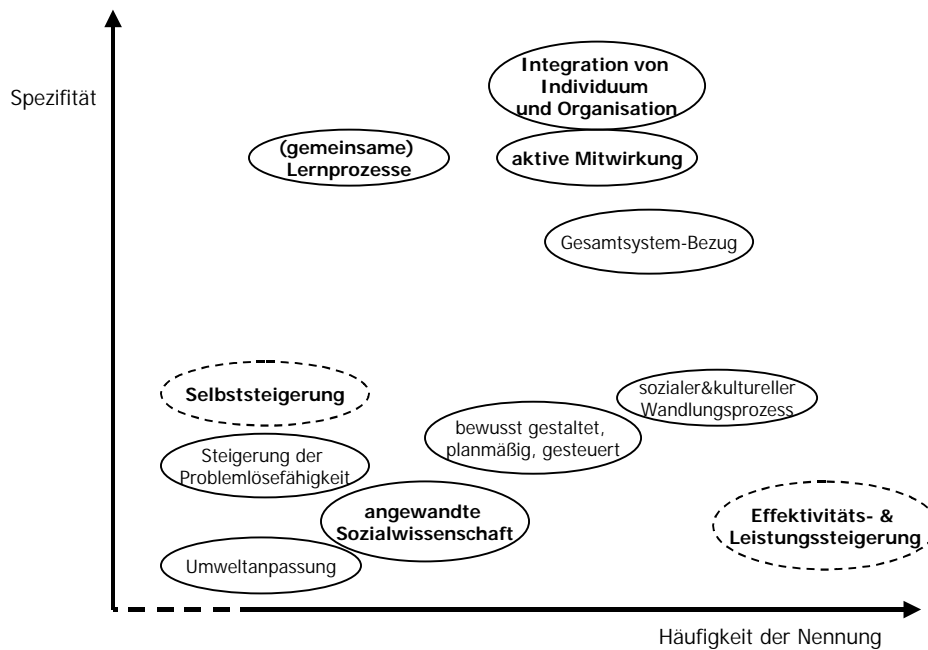 Integration von
Individuum
und Organisation
Spezifität
(gemeinsame)
Lernprozesse
aktive Mitwirkung
Gesamtsystem-Bezug
Selbststeigerung
sozialer&kultureller
Wandlungsprozess
bewusst gestaltet,
planmäßig, gesteuert
Steigerung der
Problemlösefähigkeit
angewandte
Sozialwissenschaft
Effektivitäts- &
Leistungssteigerung
Umweltanpassung
Häufigkeit der Nennung